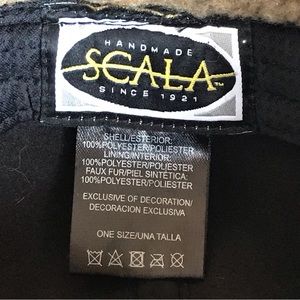 HANDMADE
SCALA™
SINCE 1921
SHELL/EXTERIOR:
100%POLYESTER/POLIESTER
LINING/INTERIOR:
100%POLYESTER/POLIESTER
FAUX FUR/PIEL SINTÉTICA:
100%POLYESTER/POLIESTER
EXCLUSIVE OF DECORATION/
DECORACION EXCLUSIVA
ONE SIZE/UNA TALLA